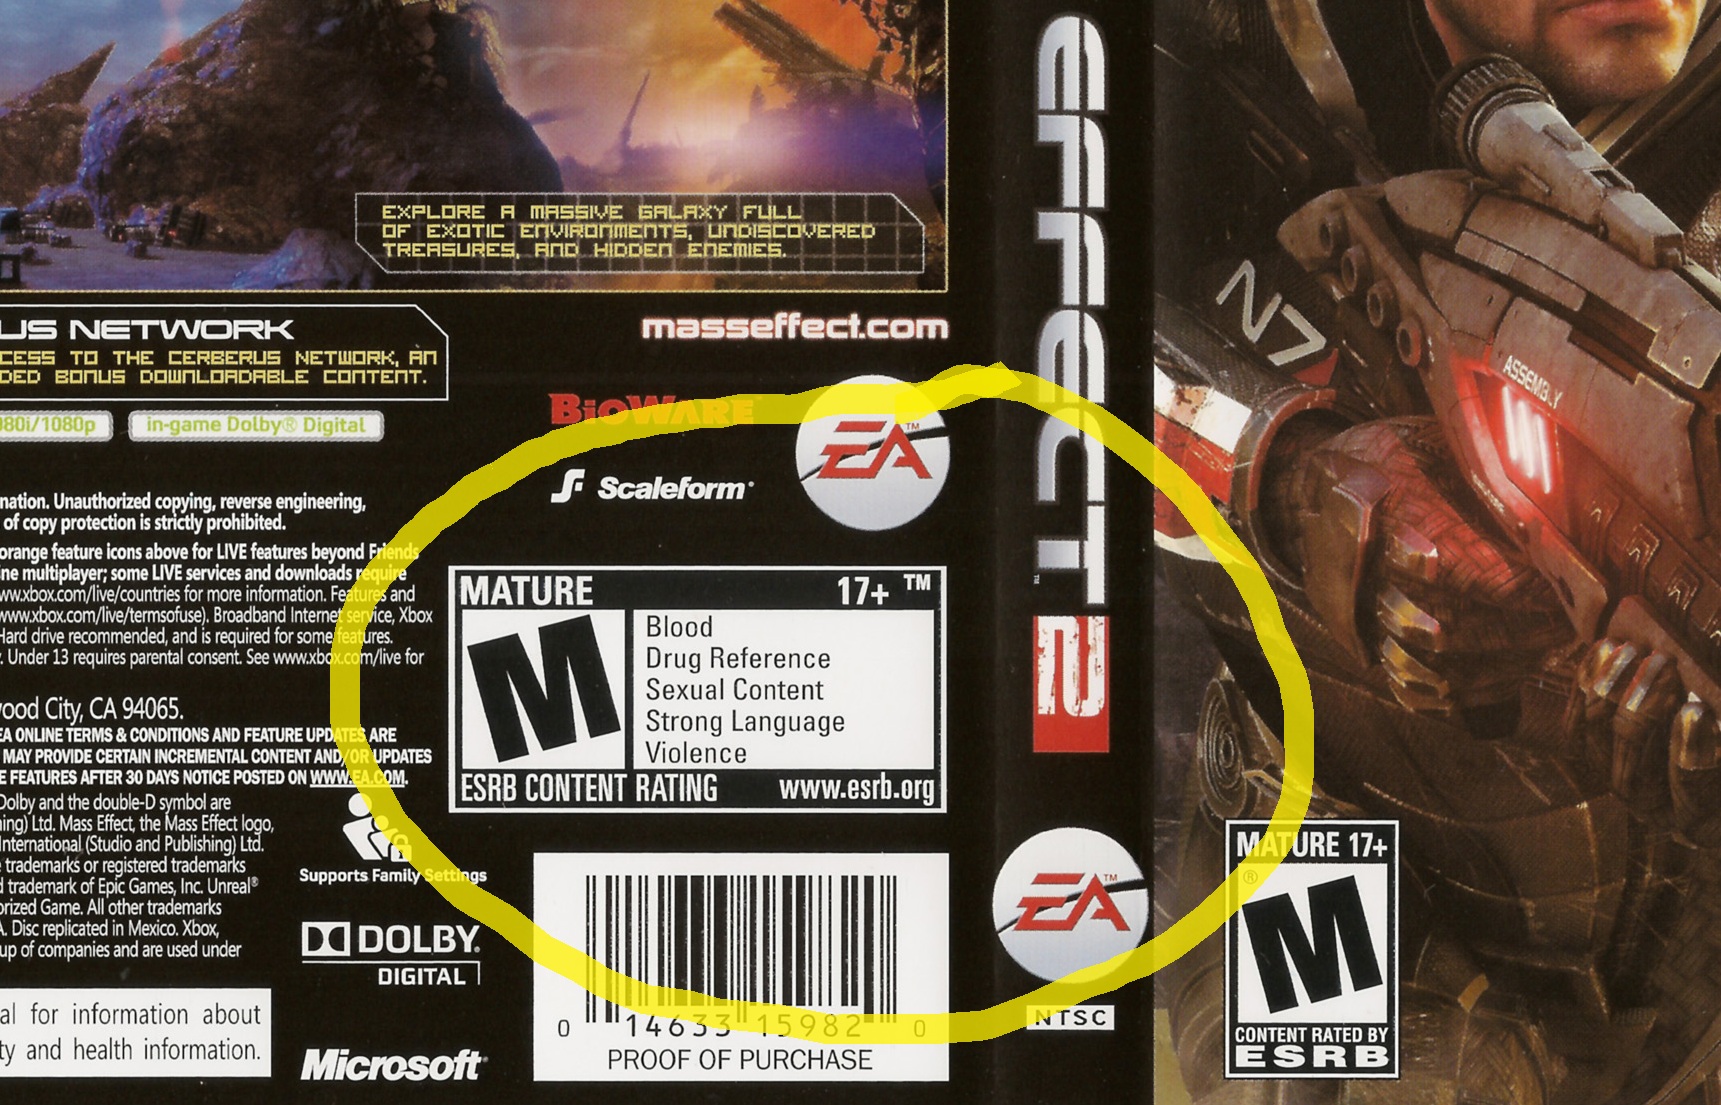 EXPLORE A MASSIVE GALAXY FULL
OF EXOTIC ENVIRONMENTS, UNDISCOVERED
TREASURES, AND HIDDEN ENEMIES.
US NETWORK
CESS TO THE CERBERUS NETWORK, AN
DED BONUS DOWNLOADABLE CONTENT.
080i/1080p
in-game Dolby® Digital
masseffect.com
BIOWARE
EA™
Scaleform
nation. Unauthorized copying, reverse engineering,
of copy protection is strictly prohibited.
orange feature icons above for LIVE features beyond Friends
ine multiplayer; some LIVE services and downloads require
ww.xbox.com/live/countries for more information. Features and
www.xbox.com/live/termsofuse). Broadband Internet service, Xbox
Hard drive recommended, and is required for some features.
. Under 13 requires parental consent. See www.xbox.com/live for
wood City, CA 94065.
EA ONLINE TERMS & CONDITIONS AND FEATURE UPDATES ARE
MAY PROVIDE CERTAIN INCREMENTAL CONTENT AND/OR UPDATES
E FEATURES AFTER 30 DAYS NOTICE POSTED ON WWW.EA.COM.
Dolby and the double-D symbol are
hing) Ltd. Mass Effect, the Mass Effect logo,
International (Studio and Publishing) Ltd.
e trademarks or registered trademarks
d trademark of Epic Games, Inc. Unreal®
orized Game. All other trademarks
A. Disc replicated in Mexico. Xbox,
up of companies and are used under
al for information about
ty and health information.
Supports Family Settings
DOLBY
DIGITAL
Microsoft
MATURE 17+ ™
M
Blood
Drug Reference
Sexual Content
Strong Language
Violence
ESRB CONTENT RATING www.esrb.org
0 14633 15982 0
PROOF OF PURCHASE
EFFECT 2
EA™
NTSC
N7
ASSEMBLY
MATURE 17+
®
M
CONTENT RATED BY
ESRB